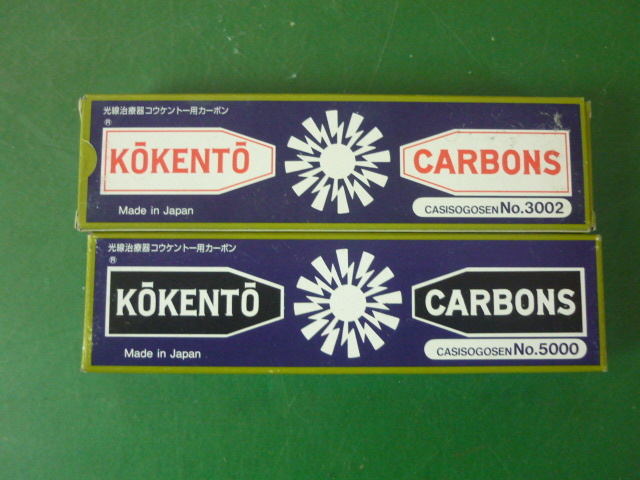 光線治療器コウケントー用カーボン
®
KŌKENTŌ CARBONS
Made in Japan
CASISOGOSEN No.3002
光線治療器コウケントー用カーボン
®
KŌKENTŌ CARBONS
Made in Japan
CASISOGOSEN No.5000